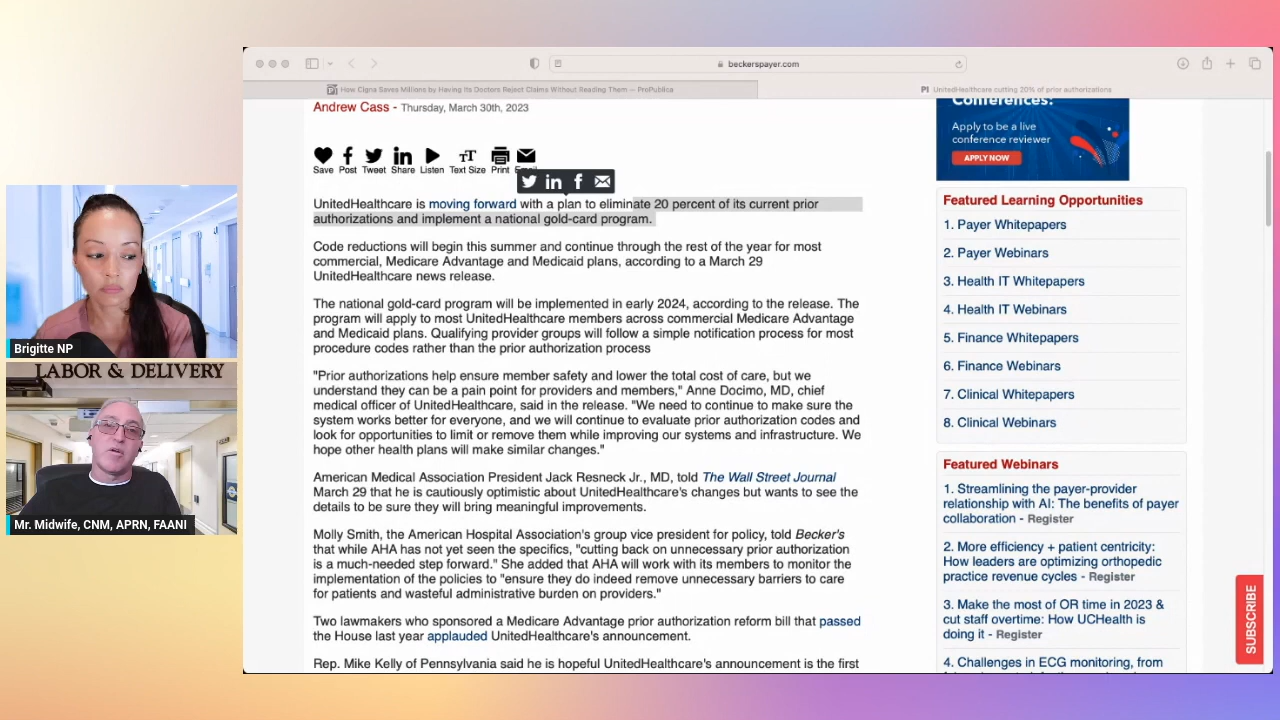 beckerspayer.com
How Cigna Saves Millions by Having Its Doctors Reject Claims Without Reading Them — ProPublica
PI UnitedHealthcare cutting 20% of prior authorizations
Andrew Cass - Thursday, March 30th, 2023
Save Post Tweet Share Listen Text Size Print
UnitedHealthcare is moving forward with a plan to eliminate 20 percent of its current prior
authorizations and implement a national gold-card program.
Code reductions will begin this summer and continue through the rest of the year for most
commercial, Medicare Advantage and Medicaid plans, according to a March 29
UnitedHealthcare news release.
The national gold-card program will be implemented in early 2024, according to the release. The
program will apply to most UnitedHealthcare members across commercial Medicare Advantage
and Medicaid plans. Qualifying provider groups will follow a simple notification process for most
procedure codes rather than the prior authorization process
"Prior authorizations help ensure member safety and lower the total cost of care, but we
understand they can be a pain point for providers and members," Anne Docimo, MD, chief
medical officer of UnitedHealthcare, said in the release. "We need to continue to make sure the
system works better for everyone, and we will continue to evaluate prior authorization codes and
look for opportunities to limit or remove them while improving our systems and infrastructure. We
hope other health plans will make similar changes."
American Medical Association President Jack Resneck Jr., MD, told The Wall Street Journal
March 29 that he is cautiously optimistic about UnitedHealthcare's changes but wants to see the
details to be sure they will bring meaningful improvements.
Molly Smith, the American Hospital Association's group vice president for policy, told Becker's
that while AHA has not yet seen the specifics, "cutting back on unnecessary prior authorization
is a much-needed step forward." She added that AHA will work with its members to monitor the
implementation of the policies to "ensure they do indeed remove unnecessary barriers to care
for patients and wasteful administrative burden on providers."
Two lawmakers who sponsored a Medicare Advantage prior authorization reform bill that passed
the House last year applauded UnitedHealthcare's announcement.
Rep. Mike Kelly of Pennsylvania said he is hopeful UnitedHealthcare's announcement is the first
Conferences:
Apply to be a live
conference reviewer
APPLY NOW
Featured Learning Opportunities
1. Payer Whitepapers
2. Payer Webinars
3. Health IT Whitepapers
4. Health IT Webinars
5. Finance Whitepapers
6. Finance Webinars
7. Clinical Whitepapers
8. Clinical Webinars
Featured Webinars
1. Streamlining the payer-provider
relationship with AI: The benefits of payer
collaboration - Register
2. More efficiency + patient centricity:
How leaders are optimizing orthopedic
practice revenue cycles - Register
3. Make the most of OR time in 2023 &
cut staff overtime: How UCHealth is
doing it - Register
4. Challenges in ECG monitoring, from
SUBSCRIBE
Brigitte NP
LABOR & DELIVERY
Mr. Midwife, CNM, APRN, FAANI